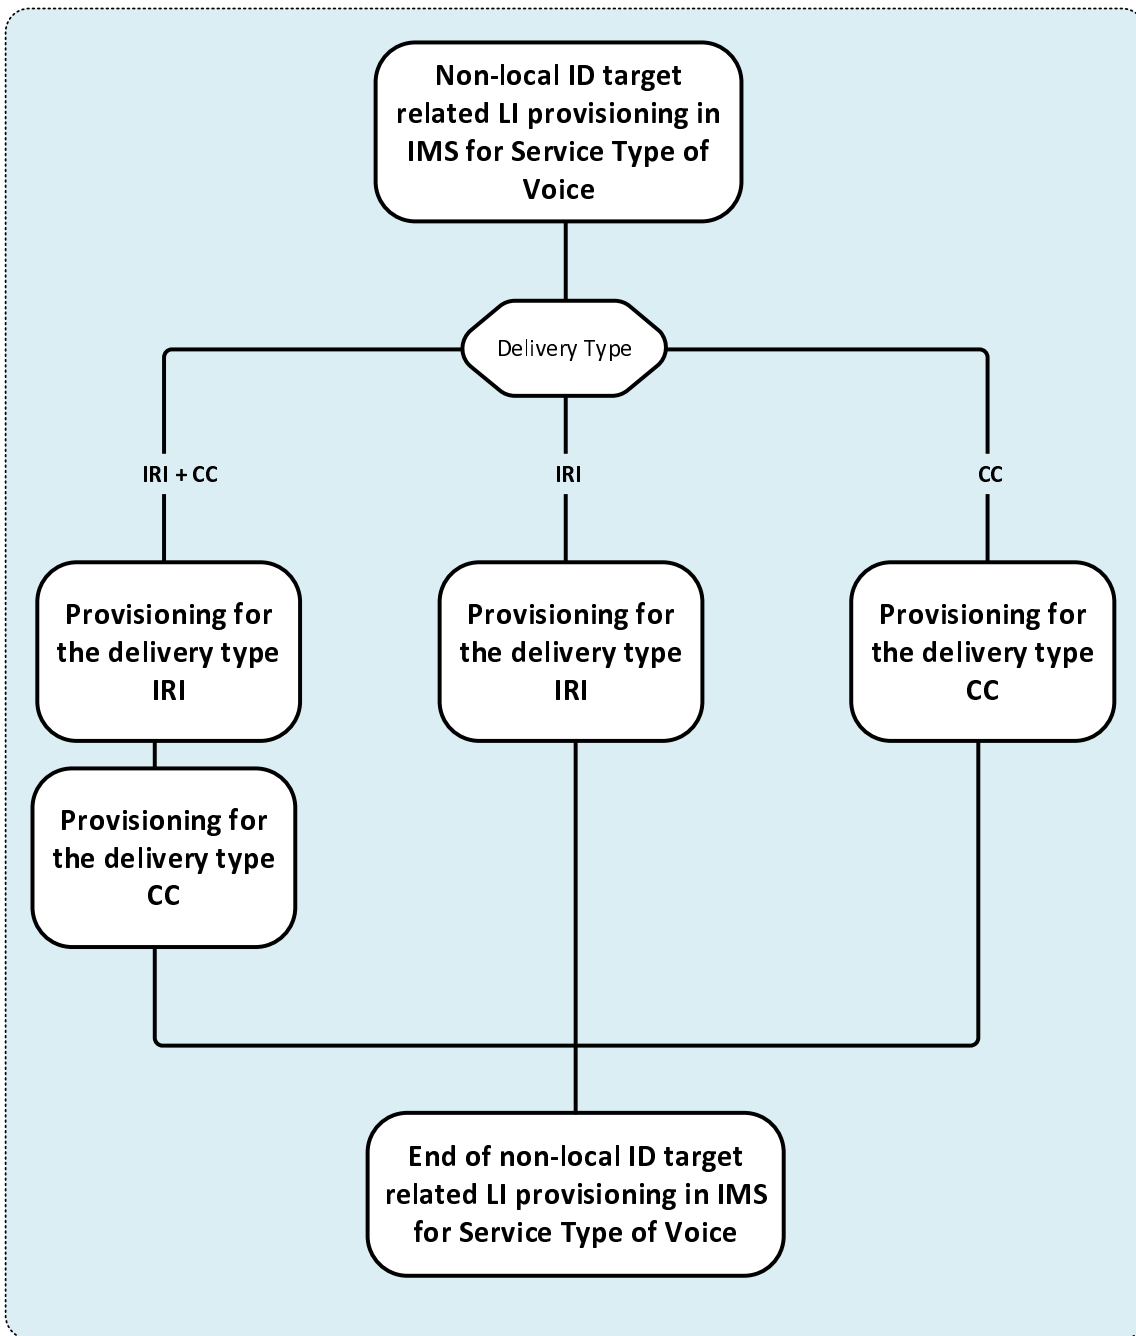 Non-local ID target
related LI provisioning in
IMS for Service Type of
Voice
Delivery Type
IRI + CC
IRI
CC
Provisioning for
the delivery type
IRI
Provisioning for
the delivery type
IRI
Provisioning for
the delivery type
CC
Provisioning for
the delivery type
CC
End of non-local ID target
related LI provisioning in IMS
for Service Type of Voice